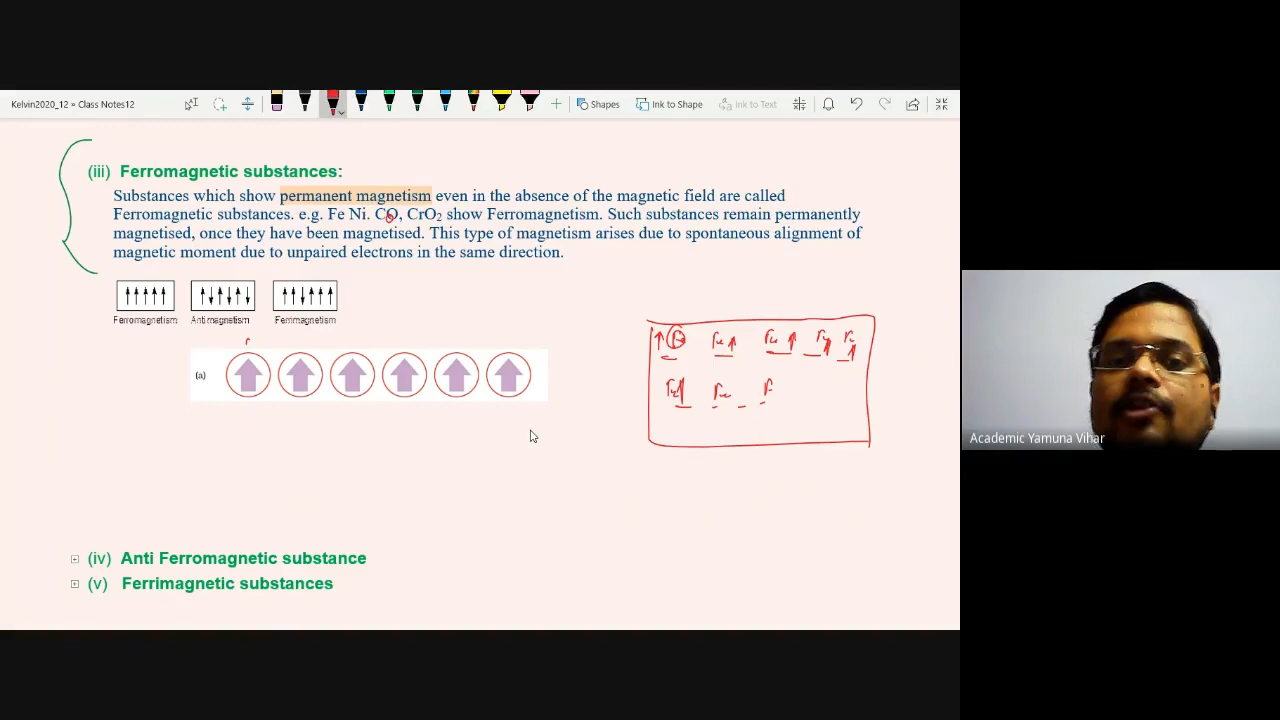 Kelvin2020_12 » Class Notes12
Shapes
Ink to Shape
Ink to Text
(iii) Ferromagnetic substances:
Substances which show permanent magnetism even in the absence of the magnetic field are called
Ferromagnetic substances. e.g. Fe Ni. CO, CrO₂ show Ferromagnetism. Such substances remain permanently
magnetised, once they have been magnetised. This type of magnetism arises due to spontaneous alignment of
magnetic moment due to unpaired electrons in the same direction.
Ferromagnetism Antimagnetism Ferrimagnetism
(a)
Academic Yamuna Vihar
(iv) Anti Ferromagnetic substance
(v) Ferrimagnetic substances